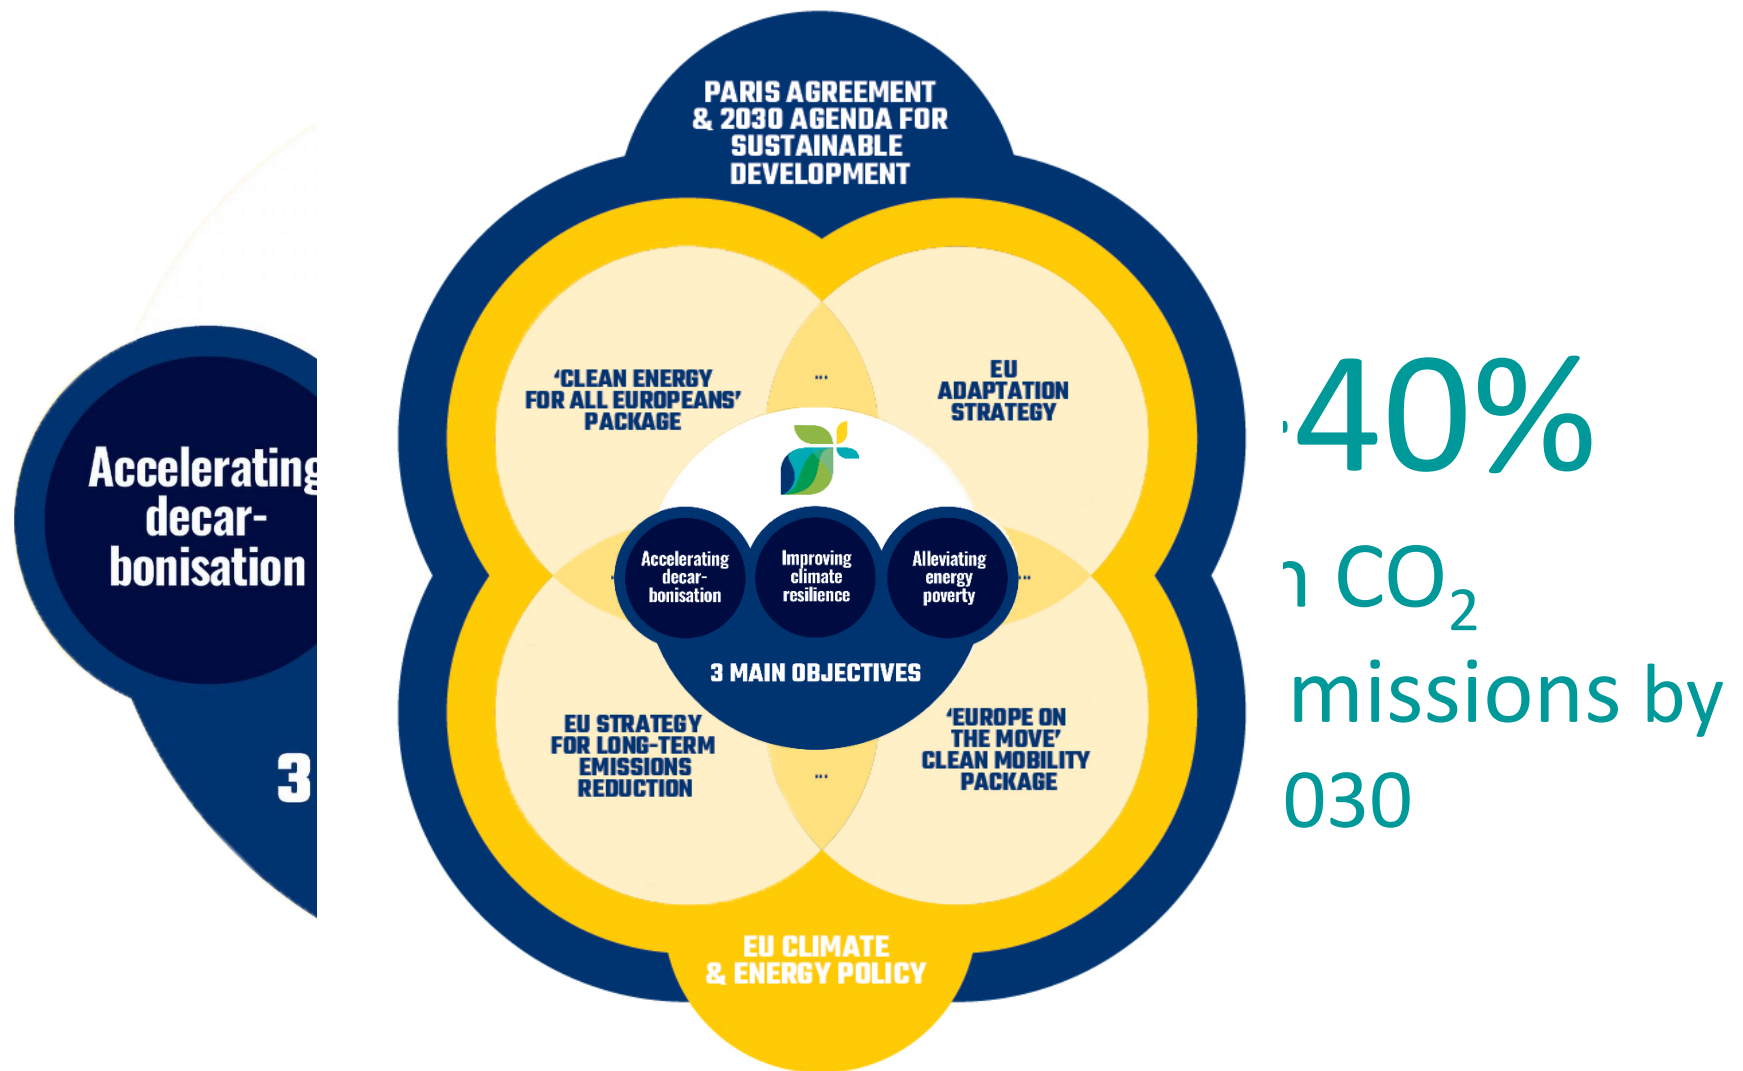 PARIS AGREEMENT
& 2030 AGENDA FOR
SUSTAINABLE
DEVELOPMENT
'CLEAN ENERGY
FOR ALL EUROPEANS'
PACKAGE
...
EU
ADAPTATION
STRATEGY
Accelerating
decar-
bonisation
3
Accelerating
decar-
bonisation
Improving
climate
resilience
Alleviating
energy
poverty
...
3 MAIN OBJECTIVES
EU STRATEGY
FOR LONG-TERM
EMISSIONS
REDUCTION
...
'EUROPE ON
THE MOVE'
CLEAN MOBILITY
PACKAGE
EU CLIMATE
& ENERGY POLICY
-40%
CO2
missions by
030